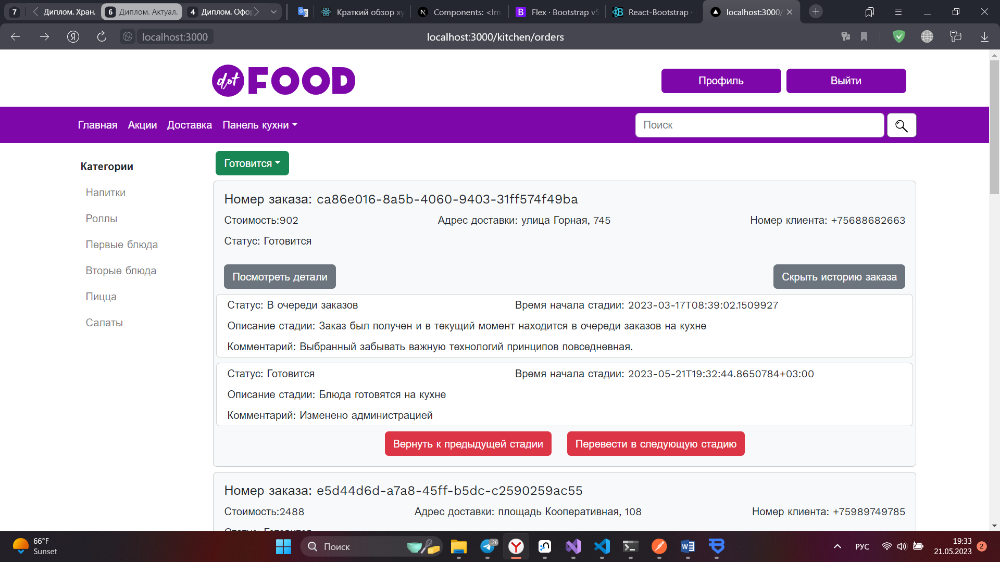 7
Диплом. Хран.
6
Диплом. Актуал.
4
Диплом. Офор
Краткий обзор ху
Components: <Im
Flex · Bootstrap v5
React-Bootstrap ·
localhost:3000/
localhost:3000
localhost:3000/kitchen/orders
dot FOOD
Профиль
Выйти
Главная
Акции
Доставка
Панель кухни
Поиск
Категории
Напитки
Роллы
Первые блюда
Вторые блюда
Пицца
Салаты
Готовится
Номер заказа: ca86e016-8a5b-4060-9403-31ff574f49ba
Стоимость:902
Адрес доставки: улица Горная, 745
Номер клиента: +75688682663
Статус: Готовится
Посмотреть детали
Скрыть историю заказа
Статус: В очереди заказов
Время начала стадии: 2023-03-17T08:39:02.1509927
Описание стадии: Заказ был получен и в текущий момент находится в очереди заказов на кухне
Комментарий: Выбранный забывать важную технологий принципов повседневная.
Статус: Готовится
Время начала стадии: 2023-05-21T19:32:44.8650784+03:00
Описание стадии: Блюда готовятся на кухне
Комментарий: Изменено администрацией
Вернуть к предыдущей стадии
Перевести в следующую стадию
Номер заказа: e5d44d6d-a7a8-45ff-b5dc-c2590259ac55
Стоимость:2488
Адрес доставки: площадь Кооперативная, 108
Номер клиента: +75989749785
Статус: Готовится
66°F
Sunset
Поиск
..26
РУС
19:33
21.05.2023
2